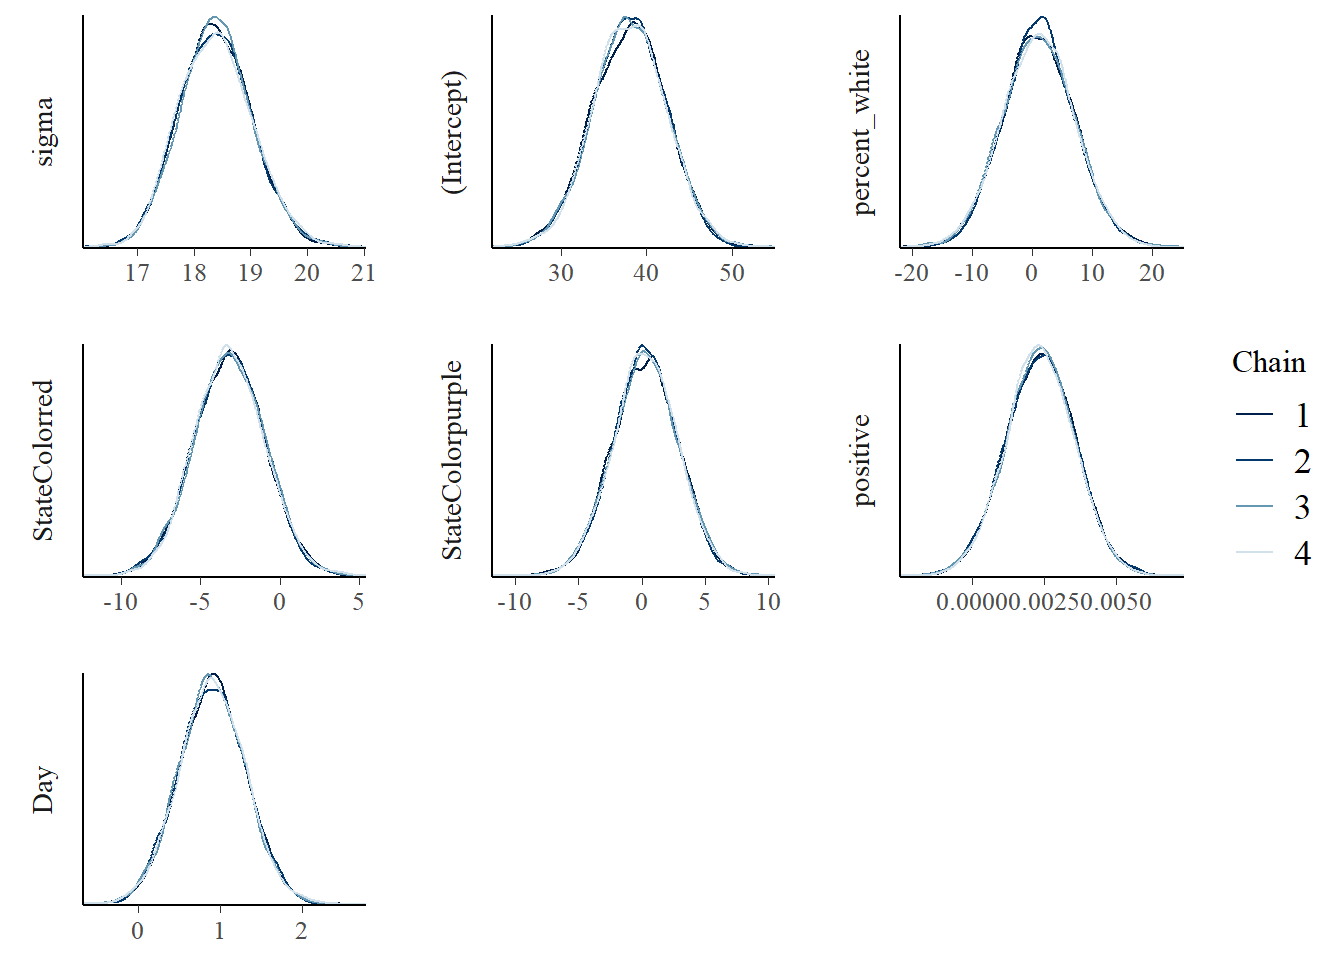 sigma
17 18 19 20 21
(Intercept)
30 40 50
percent_white
-20 -10 0 10 20
StateColorred
-10 -5 0 5
StateColorpurple
-10 -5 0 5 10
positive
0.00000.00250.0050
Chain
1
2
3
4
Day
0 1 2